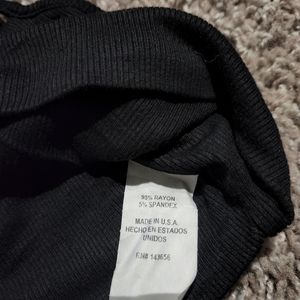 95% RAYON
5% SPANDEX
MADE IN U.S.A
HECHO EN ESTADOS
UNIDOS
RN# 143656